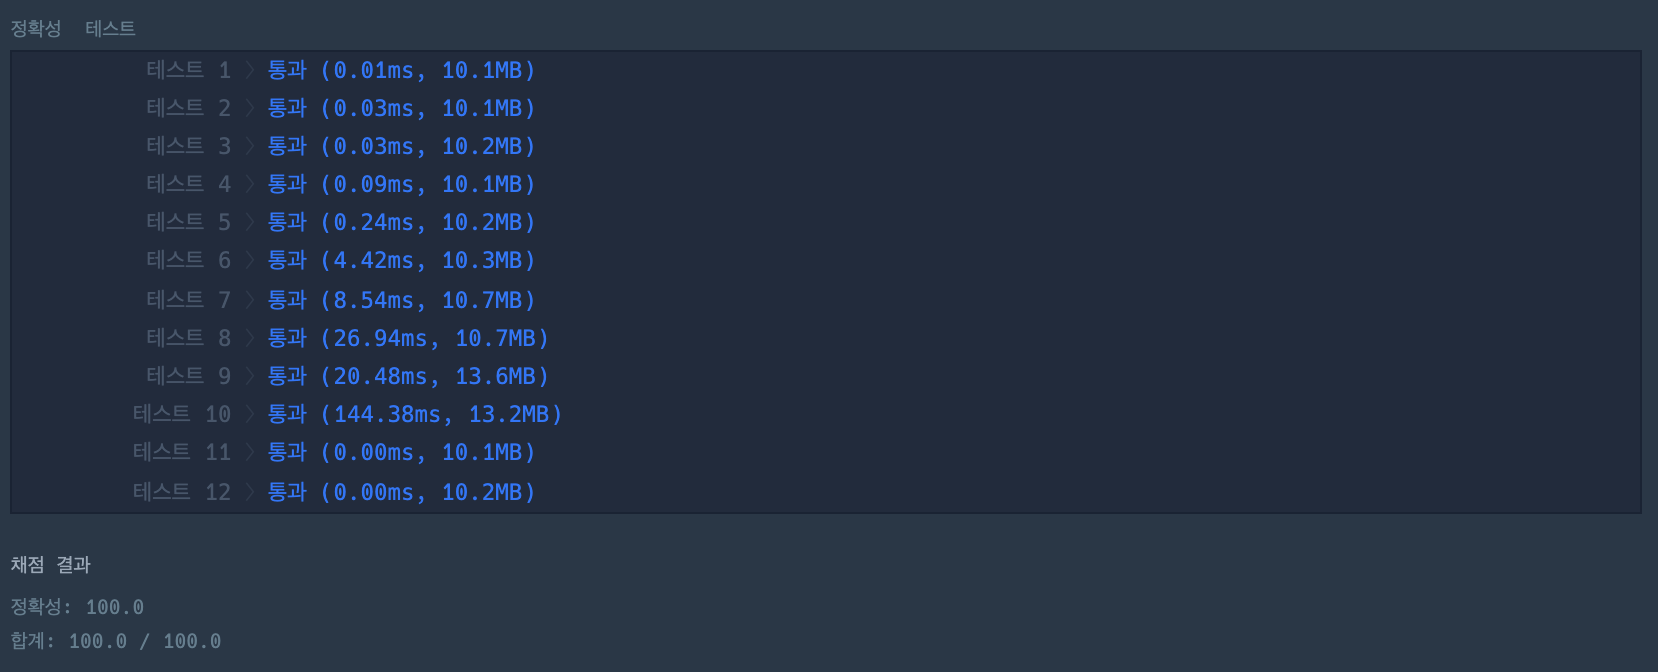 정확성  테스트
테스트 1 〉 통과 (0.01ms, 10.1MB)
테스트 2 〉 통과 (0.03ms, 10.1MB)
테스트 3 〉 통과 (0.03ms, 10.2MB)
테스트 4 〉 통과 (0.09ms, 10.1MB)
테스트 5 〉 통과 (0.24ms, 10.2MB)
테스트 6 〉 통과 (4.42ms, 10.3MB)
테스트 7 〉 통과 (8.54ms, 10.7MB)
테스트 8 〉 통과 (26.94ms, 10.7MB)
테스트 9 〉 통과 (20.48ms, 13.6MB)
테스트 10 〉 통과 (144.38ms, 13.2MB)
테스트 11 〉 통과 (0.00ms, 10.1MB)
테스트 12 〉 통과 (0.00ms, 10.2MB)
채점 결과
정확성: 100.0
합계: 100.0 / 100.0